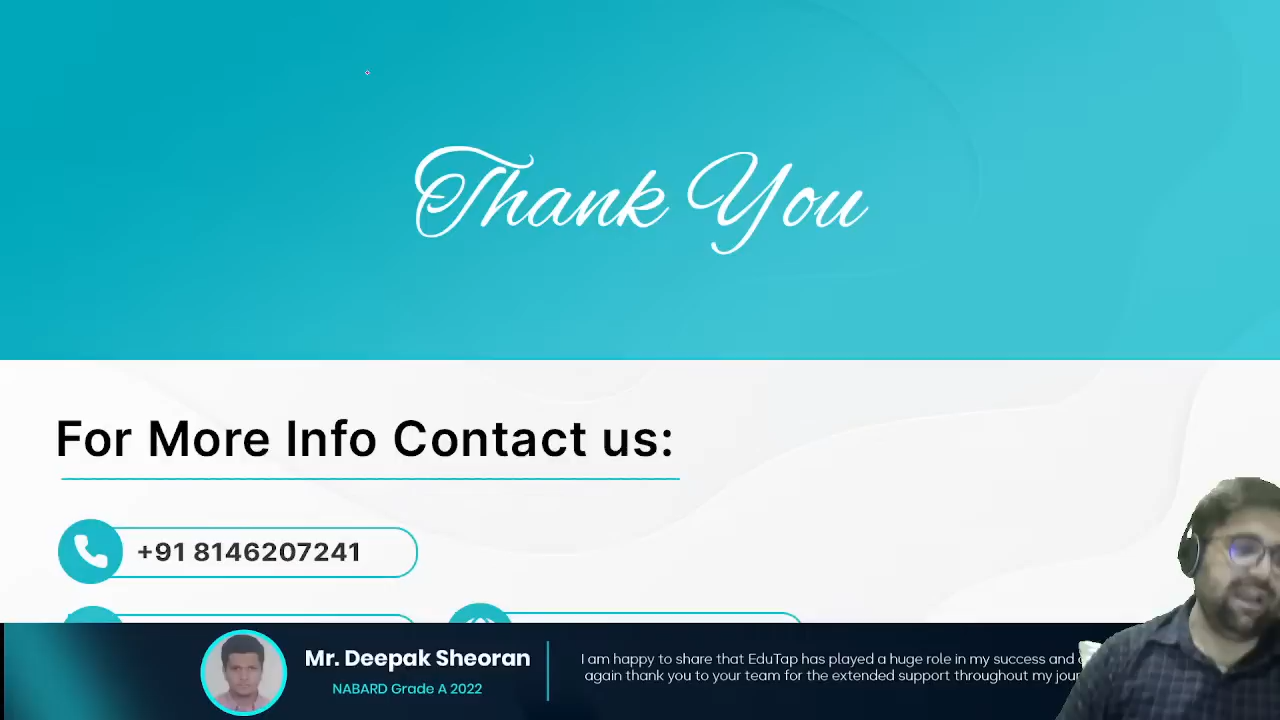 Thank You
For More Info Contact us:
+91 8146207241
Mr. Deepak Sheoran
NABARD Grade A 2022
I am happy to share that EduTap has played a huge role in my success and
again thank you to your team for the extended support throughout my